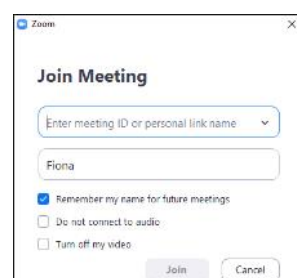 Zoom
Join Meeting
Enter meeting ID or personal link name
Fiona
Remember my name for future meetings
Do not connect to audio
Turn off my video
Join Cancel